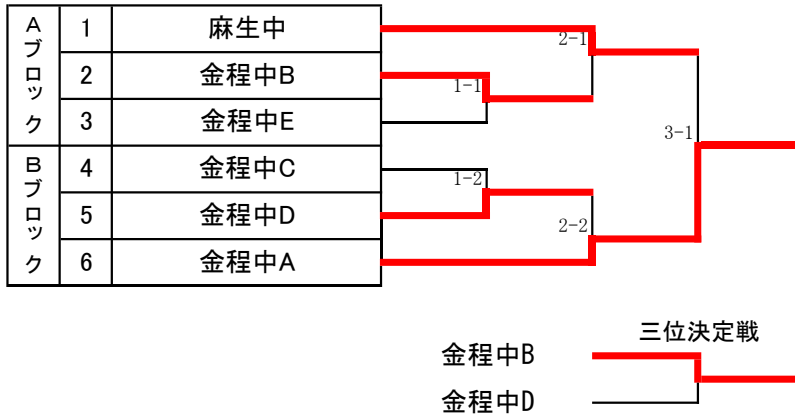 Aブロック
1 麻生中
2 金程中B
3 金程中E
Bブロック
4 金程中C
5 金程中D
6 金程中A
1-1
1-2
2-1
2-2
3-1
三位決定戦
金程中B
金程中D